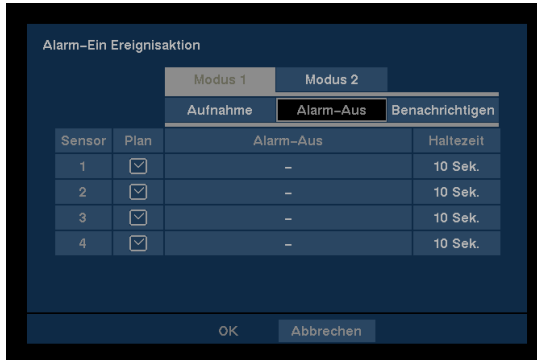 Alarm–Ein Ereignisaktion
Modus 1 Modus 2
Aufnahme Alarm–Aus Benachrichtigen
Sensor Plan Alarm–Aus Haltezeit
1 – 10 Sek.
2 – 10 Sek.
3 – 10 Sek.
4 – 10 Sek.
OK Abbrechen